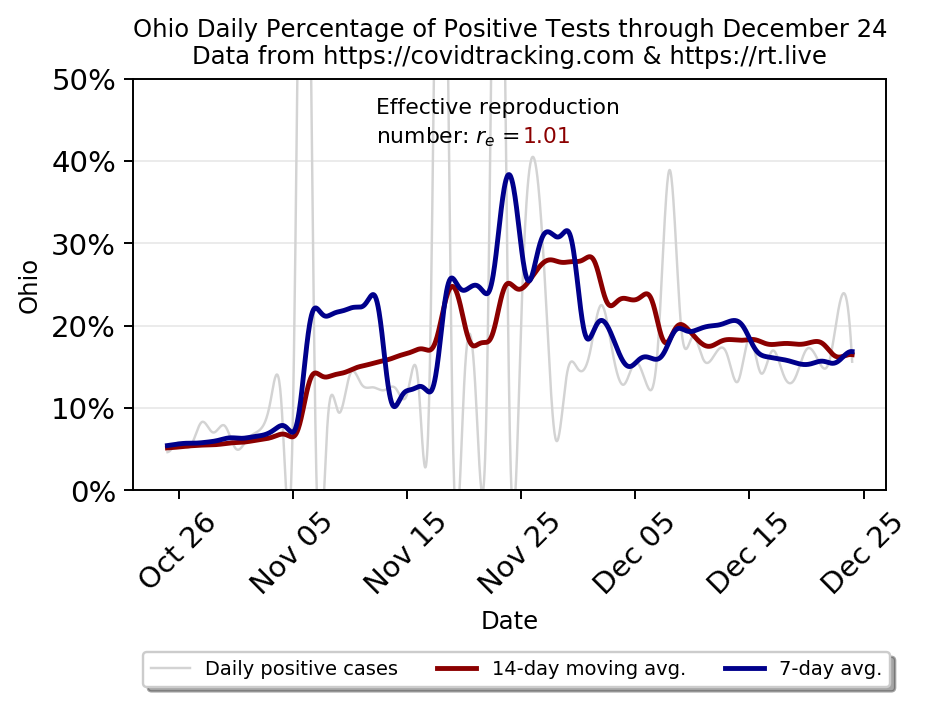 Ohio Daily Percentage of Positive Tests through December 24
Data from https://covidtracking.com & https://rt.live
50%
40%
30%
20%
10%
0%
Ohio
Effective reproduction
number: rₑ =1.01
Oct 26
Nov 05
Nov 15
Nov 25
Dec 05
Dec 15
Dec 25
Date
Daily positive cases
14-day moving avg.
7-day avg.